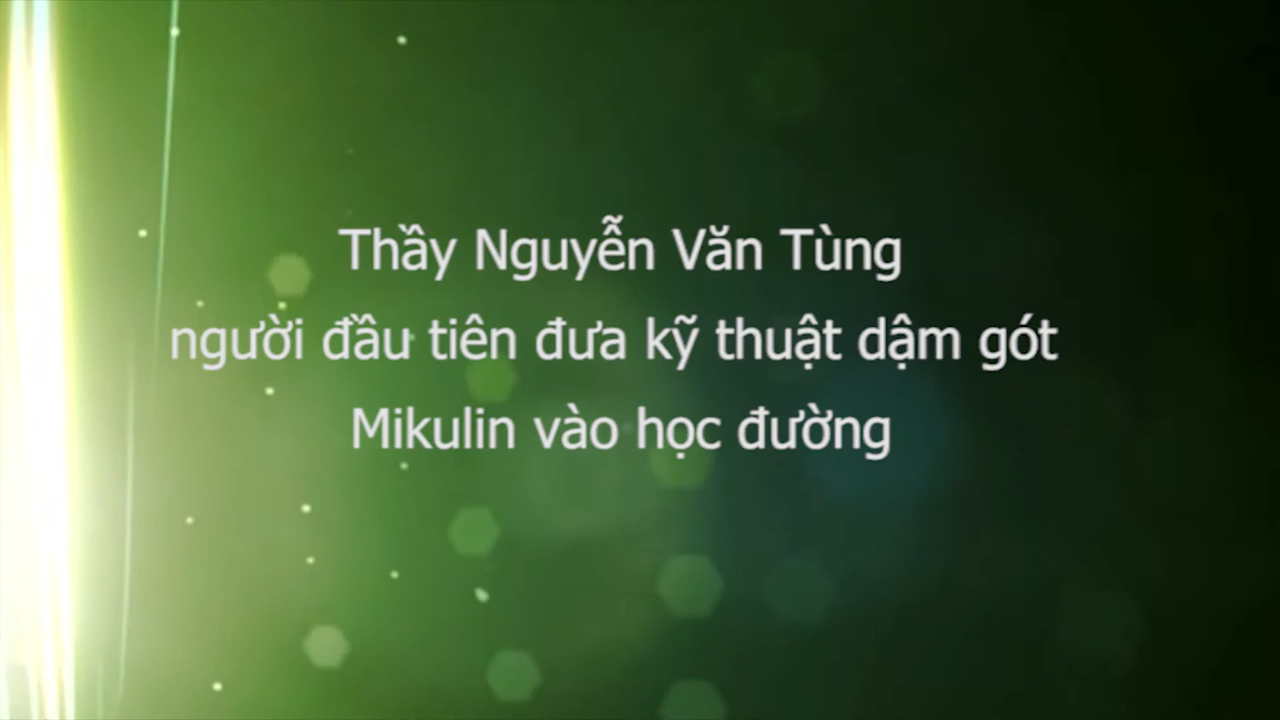 Thầy Nguyễn Văn Tùng
người đầu tiên đưa kỹ thuật dậm gót
Mikulin vào học đường